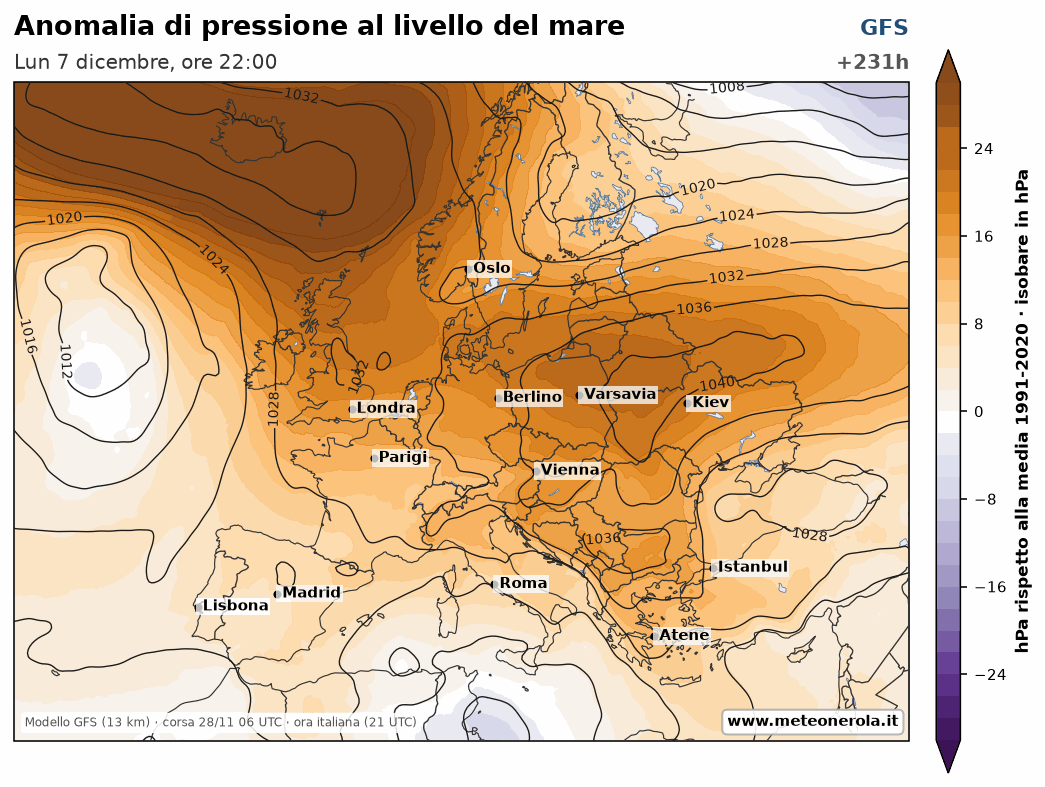 Anomalia di pressione al livello del mare
GFS
Lun 7 dicembre, ore 22:00
+231h
1032
1008
1020
1020
1024
1024
1028
1032
1036
1016
1012
1032
1040
1028
1036
1028
Oslo
Londra
Berlino
Varsavia
Kiev
Parigi
Vienna
Istanbul
Roma
Madrid
Lisbona
Atene
Modello GFS (13 km) · corsa 28/11 06 UTC · ora italiana (21 UTC)
www.meteonerola.it
24
16
8
0
−8
−16
−24
hPa rispetto alla media 1991-2020 · isobare in hPa